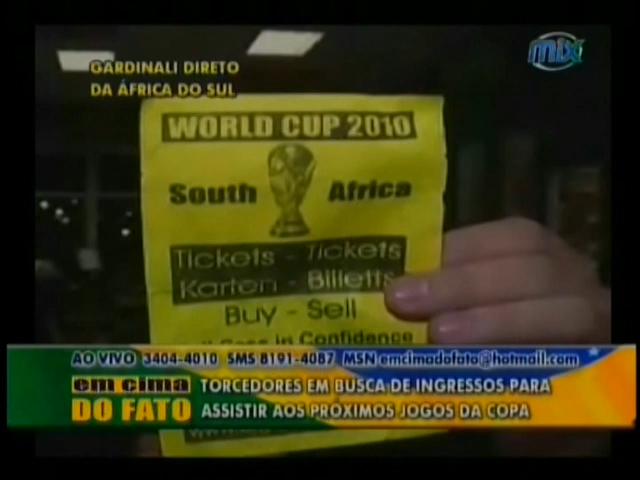 mix
GARDINALI DIRETO
DA ÁFRICA DO SUL
WORLD CUP 2010
South Africa
Tickets - Tickets
Karten - Billetts
Buy - Sell
in Confidence
AO VIVO 3404-4010 SMS 8191-4087 MSN emcimadofato@hotmail.com
em cima
DO FATO
TORCEDORES EM BUSCA DE INGRESSOS PARA
ASSISTIR AOS PRÓXIMOS JOGOS DA COPA